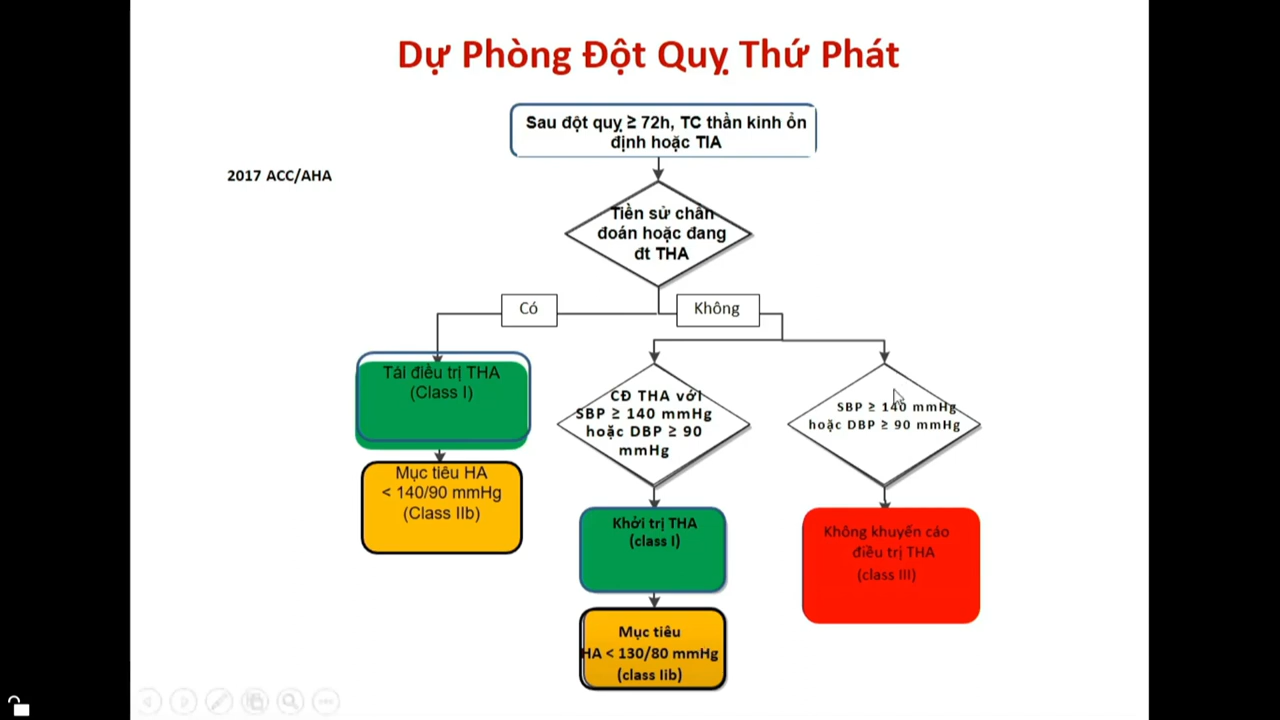 Dự Phòng Đột Quỵ Thứ Phát
Sau đột quỵ ≥ 72h, TC thần kinh ổn
định hoặc TIA
2017 ACC/AHA
Tiền sử chẩn
đoán hoặc đang
đt THA
Có
Không
Tái điều trị THA
(Class I)
CĐ THA với
SBP ≥ 140 mmHg
hoặc DBP ≥ 90
mmHg
SBP ≥ 140 mmHg
hoặc DBP ≥ 90 mmHg
Mục tiêu HA
< 140/90 mmHg
(Class IIb)
Khởi trị THA
(class I)
Không khuyến cáo
điều trị THA
(class III)
Mục tiêu
HA < 130/80 mmHg
(class Iib)